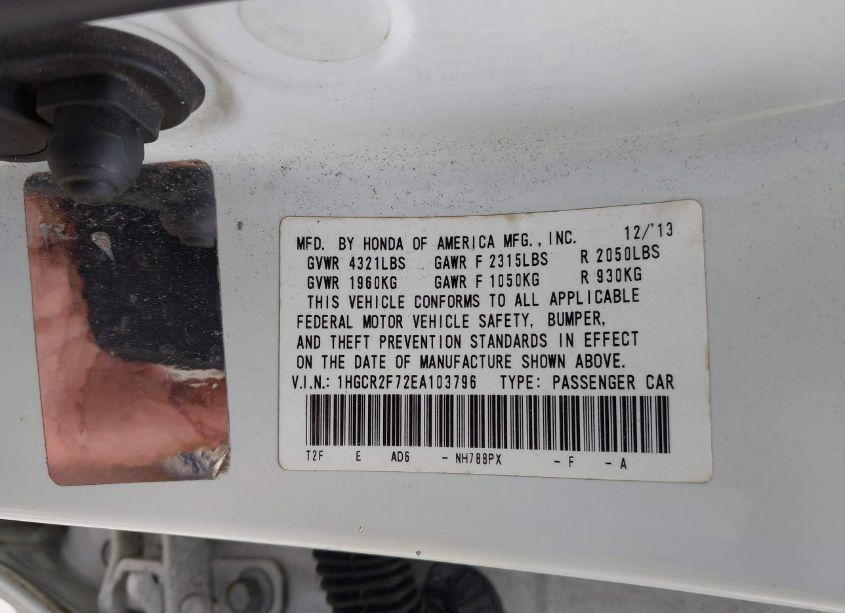 MFD. BY HONDA OF AMERICA MFG., INC. 12/'13
GVWR 4321LBS GAWR F 2315LBS R 2050LBS
GVWR 1960KG GAWR F 1050KG R 930KG
THIS VEHICLE CONFORMS TO ALL APPLICABLE
FEDERAL MOTOR VEHICLE SAFETY, BUMPER,
AND THEFT PREVENTION STANDARDS IN EFFECT
ON THE DATE OF MANUFACTURE SHOWN ABOVE.
V.I.N.: 1HGCR2F72EA103796 TYPE: PASSENGER CAR
T2F E AD6 - NH788PX - F - A